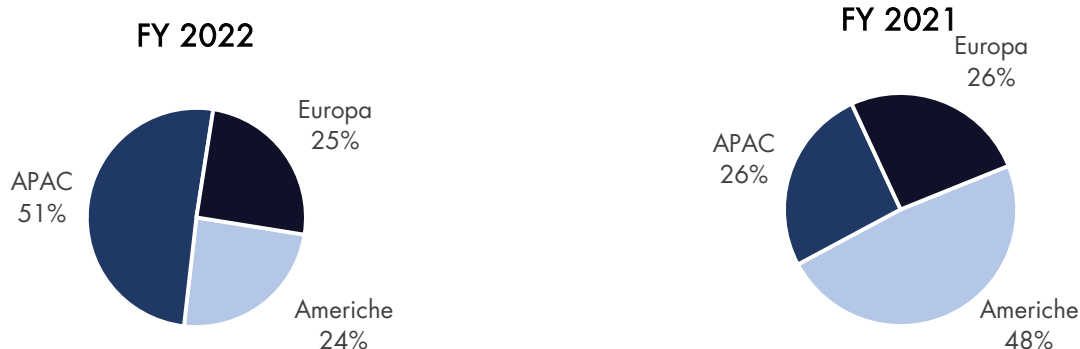 FY 2022
Europa
25%
APAC
51%
Americhe
24%
FY 2021
Europa
26%
APAC
26%
Americhe
48%